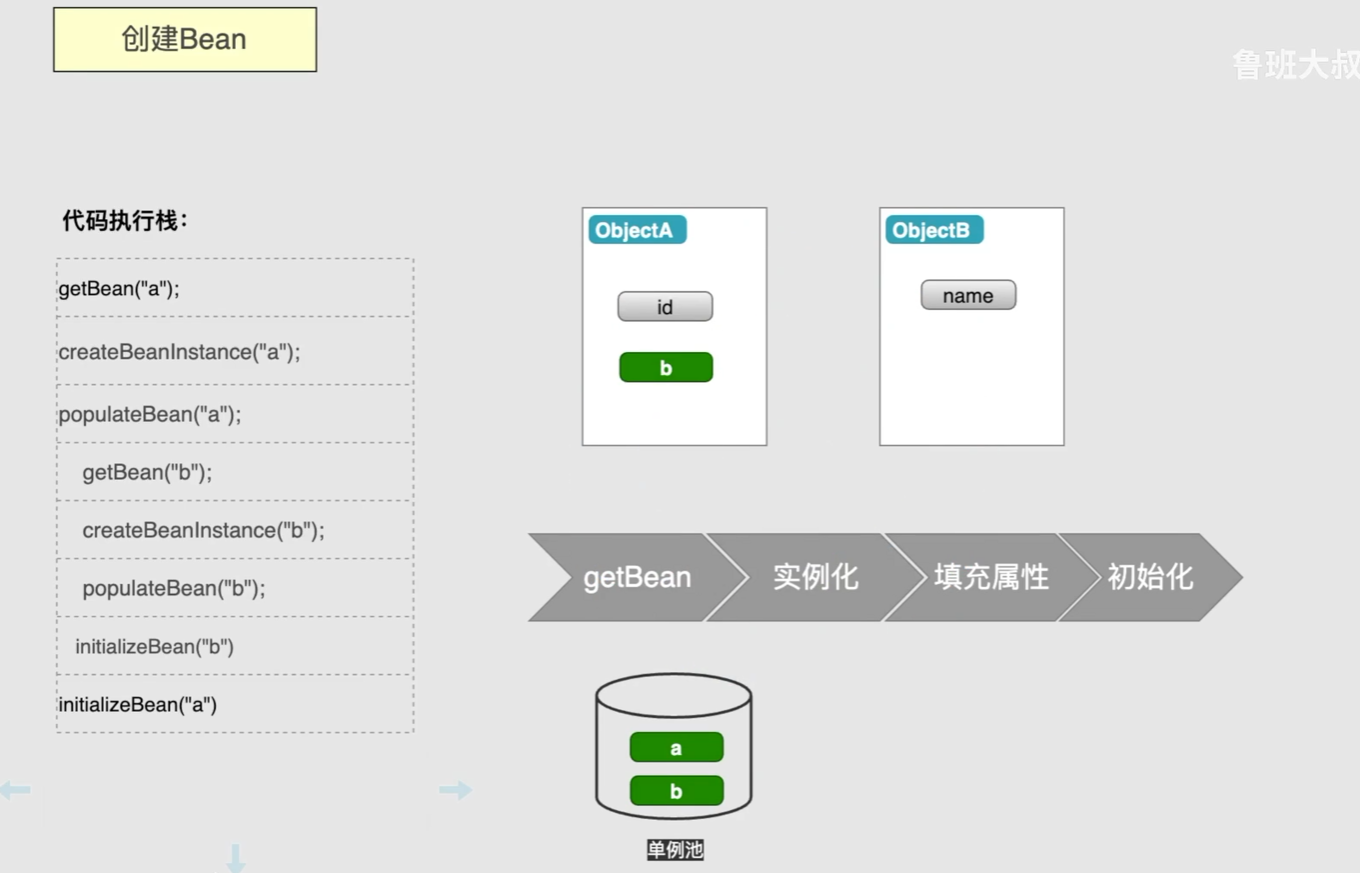 创建Bean
鲁班大叔
代码执行栈：
getBean("a");
createBeanInstance("a");
populateBean("a");
getBean("b");
createBeanInstance("b");
populateBean("b");
initializeBean("b")
initializeBean("a")
ObjectA
id
b
ObjectB
name
getBean
实例化
填充属性
初始化
a
b
单例池